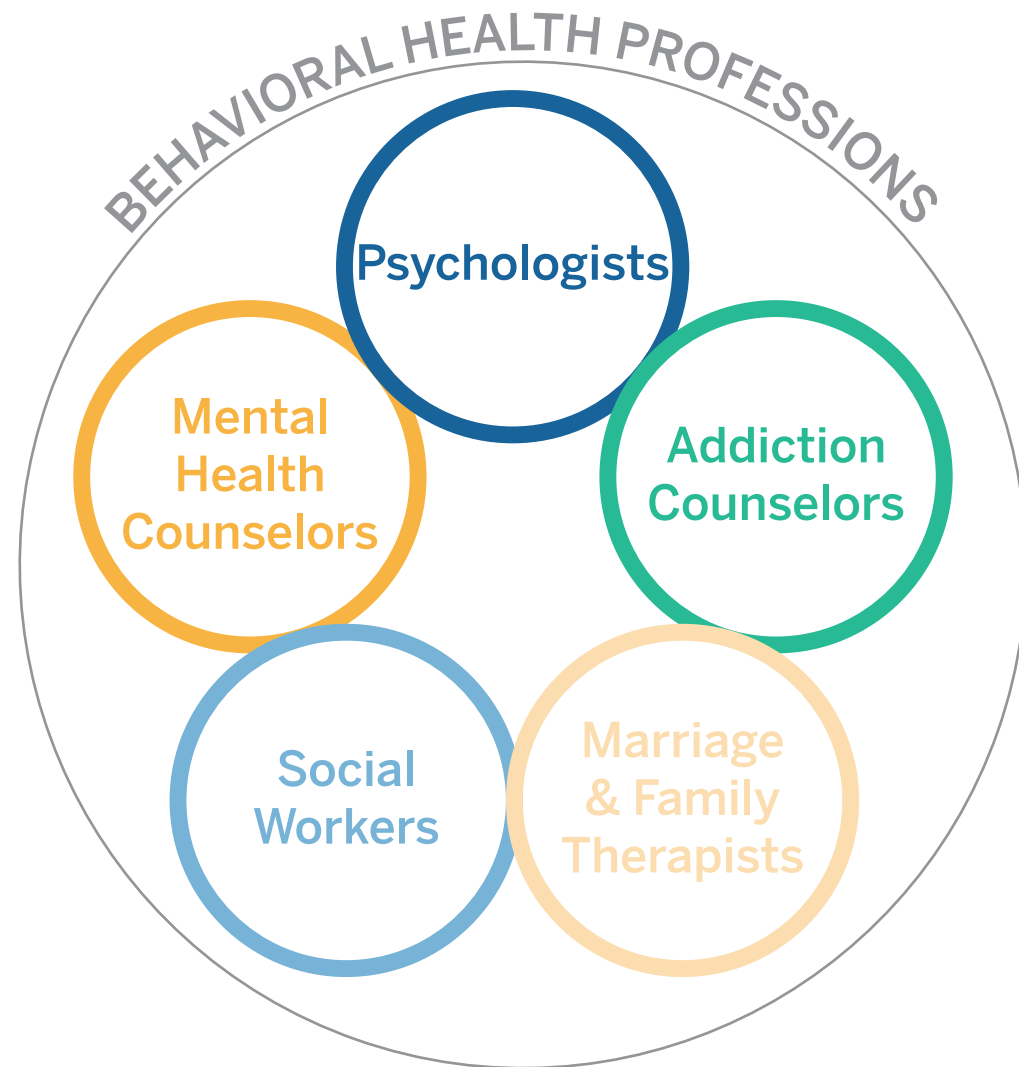 BEHAVIORAL HEALTH PROFESSIONS
Psychologists
Mental
Health
Counselors
Addiction
Counselors
Social
Workers
Marriage
& Family
Therapists